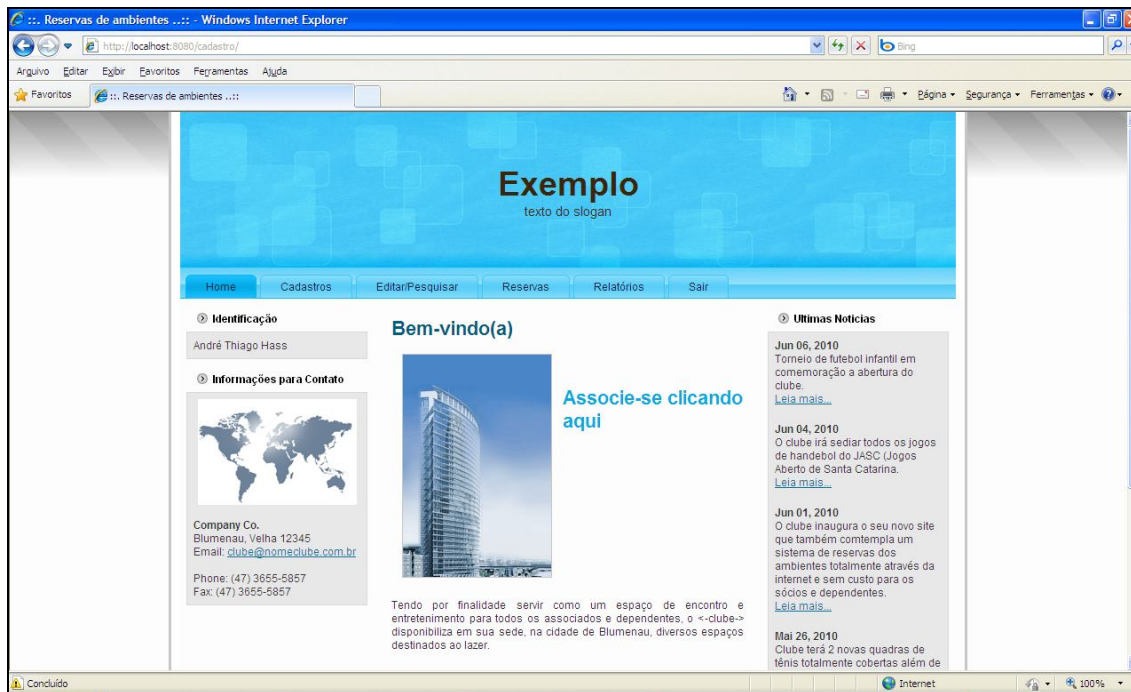 ::. Reservas de ambientes ..:: - Windows Internet Explorer
http://localhost:8080/cadastro/
Bing
Arquivo Editar Exibir Favoritos Ferramentas Ajuda
Favoritos
::. Reservas de ambientes ..::
Página Segurança Ferramentas
Exemplo
texto do slogan
Home Cadastros Editar/Pesquisar Reservas Relatórios Sair
Identificação
André Thiago Hass
Informações para Contato
Company Co.
Blumenau, Velha 12345
Email: clube@nomeclube.com.br
Phone: (47) 3655-5857
Fax: (47) 3655-5857
Bem-vindo(a)
Associe-se clicando
aqui
Tendo por finalidade servir como um espaço de encontro e
entretenimento para todos os associados e dependentes, o <-clube->
disponibiliza em sua sede, na cidade de Blumenau, diversos espaços
destinados ao lazer.
Ultimas Noticias
Jun 06, 2010
Torneio de futebol infantil em
comemoração a abertura do
clube.
Leia mais...
Jun 04, 2010
O clube irá sediar todos os jogos
de handebol do JASC (Jogos
Aberto de Santa Catarina.
Leia mais...
Jun 01, 2010
O clube inaugura o seu novo site
que também comtempla um
sistema de reservas dos
ambientes totalmente através da
internet e sem custo para os
sócios e dependentes.
Leia mais...
Mai 26, 2010
Clube terá 2 novas quadras de
tênis totalmente cobertas além de
Concluído
Internet
100%